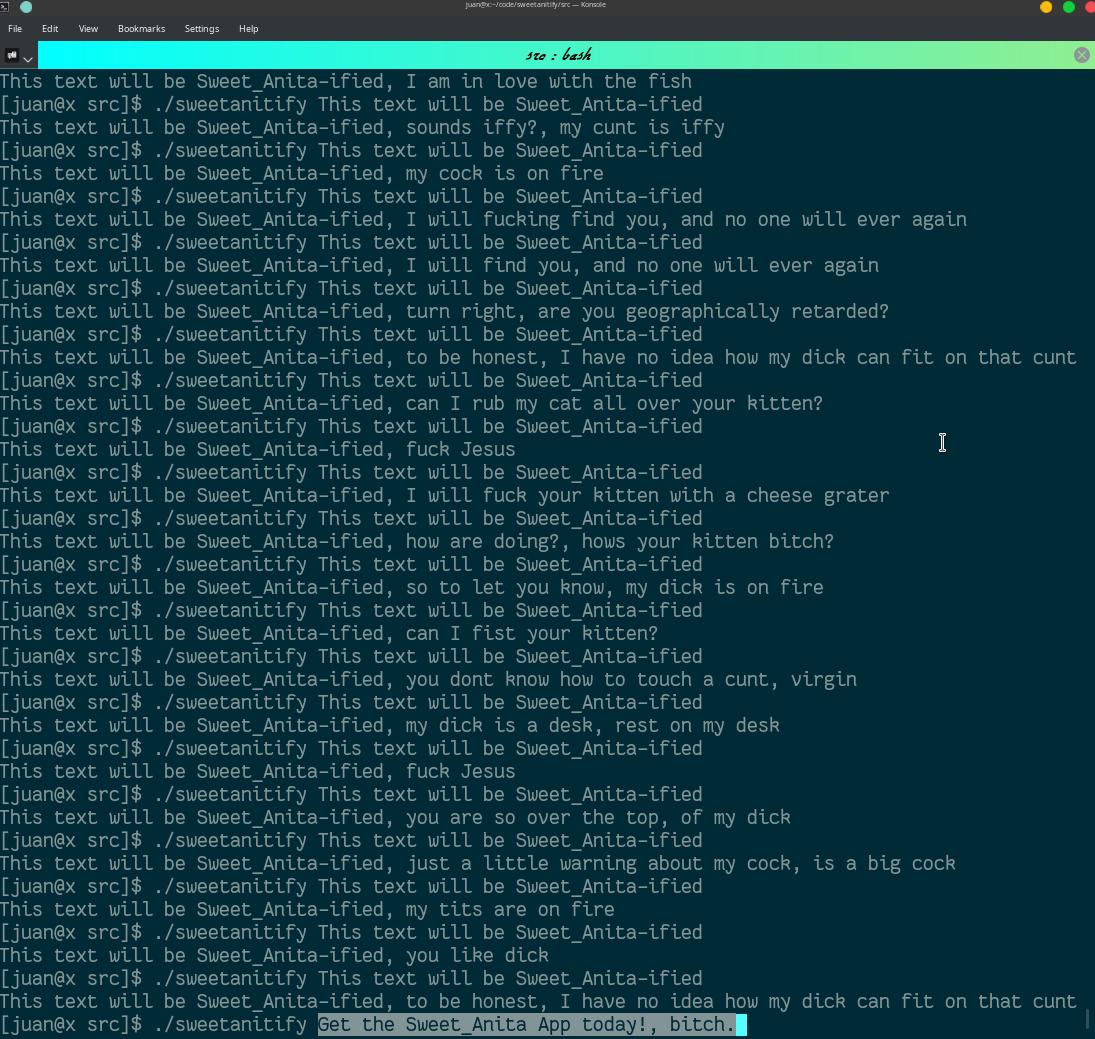 juan@x:~/code/sweetanitify/src — Konsole
File Edit View Bookmarks Settings Help
src : bash
This text will be Sweet_Anita-ified, I am in love with the fish
[juan@x src]$ ./sweetanitify This text will be Sweet_Anita-ified
This text will be Sweet_Anita-ified, sounds iffy?, my cunt is iffy
[juan@x src]$ ./sweetanitify This text will be Sweet_Anita-ified
This text will be Sweet_Anita-ified, my cock is on fire
[juan@x src]$ ./sweetanitify This text will be Sweet_Anita-ified
This text will be Sweet_Anita-ified, I will fucking find you, and no one will ever again
[juan@x src]$ ./sweetanitify This text will be Sweet_Anita-ified
This text will be Sweet_Anita-ified, I will find you, and no one will ever again
[juan@x src]$ ./sweetanitify This text will be Sweet_Anita-ified
This text will be Sweet_Anita-ified, turn right, are you geographically retarded?
[juan@x src]$ ./sweetanitify This text will be Sweet_Anita-ified
This text will be Sweet_Anita-ified, to be honest, I have no idea how my dick can fit on that cunt
[juan@x src]$ ./sweetanitify This text will be Sweet_Anita-ified
This text will be Sweet_Anita-ified, can I rub my cat all over your kitten?
[juan@x src]$ ./sweetanitify This text will be Sweet_Anita-ified
This text will be Sweet_Anita-ified, fuck Jesus
[juan@x src]$ ./sweetanitify This text will be Sweet_Anita-ified
This text will be Sweet_Anita-ified, I will fuck your kitten with a cheese grater
[juan@x src]$ ./sweetanitify This text will be Sweet_Anita-ified
This text will be Sweet_Anita-ified, how are doing?, hows your kitten bitch?
[juan@x src]$ ./sweetanitify This text will be Sweet_Anita-ified
This text will be Sweet_Anita-ified, so to let you know, my dick is on fire
[juan@x src]$ ./sweetanitify This text will be Sweet_Anita-ified
This text will be Sweet_Anita-ified, can I fist your kitten?
[juan@x src]$ ./sweetanitify This text will be Sweet_Anita-ified
This text will be Sweet_Anita-ified, you dont know how to touch a cunt, virgin
[juan@x src]$ ./sweetanitify This text will be Sweet_Anita-ified
This text will be Sweet_Anita-ified, my dick is a desk, rest on my desk
[juan@x src]$ ./sweetanitify This text will be Sweet_Anita-ified
This text will be Sweet_Anita-ified, fuck Jesus
[juan@x src]$ ./sweetanitify This text will be Sweet_Anita-ified
This text will be Sweet_Anita-ified, you are so over the top, of my dick
[juan@x src]$ ./sweetanitify This text will be Sweet_Anita-ified
This text will be Sweet_Anita-ified, just a little warning about my cock, is a big cock
[juan@x src]$ ./sweetanitify This text will be Sweet_Anita-ified
This text will be Sweet_Anita-ified, my tits are on fire
[juan@x src]$ ./sweetanitify This text will be Sweet_Anita-ified
This text will be Sweet_Anita-ified, you like dick
[juan@x src]$ ./sweetanitify This text will be Sweet_Anita-ified
This text will be Sweet_Anita-ified, to be honest, I have no idea how my dick can fit on that cunt
[juan@x src]$ ./sweetanitify Get the Sweet_Anita App today!, bitch.